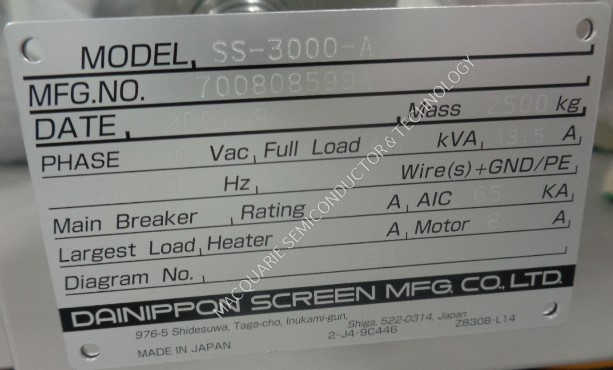 MODEL SS-3000-A
MFG.NO.
DATE Mass 2500 kg
PHASE Vac, Full Load kVA, A
Hz, Wire(s)+GND/PE
Main Breaker , Rating A, AIC 65 KA
Largest Load, Heater A, Motor A
Diagram No.
DAINIPPON SCREEN MFG. CO., LTD.
976-5 Shidesuwa, Taga-cho, Inukami-gun, Shiga, 522-0314, Japan
MADE IN JAPAN 2-J4-9C446 Z8308-L14
MACQUARIE SEMICONDUCTOR & TECHNOLOGY